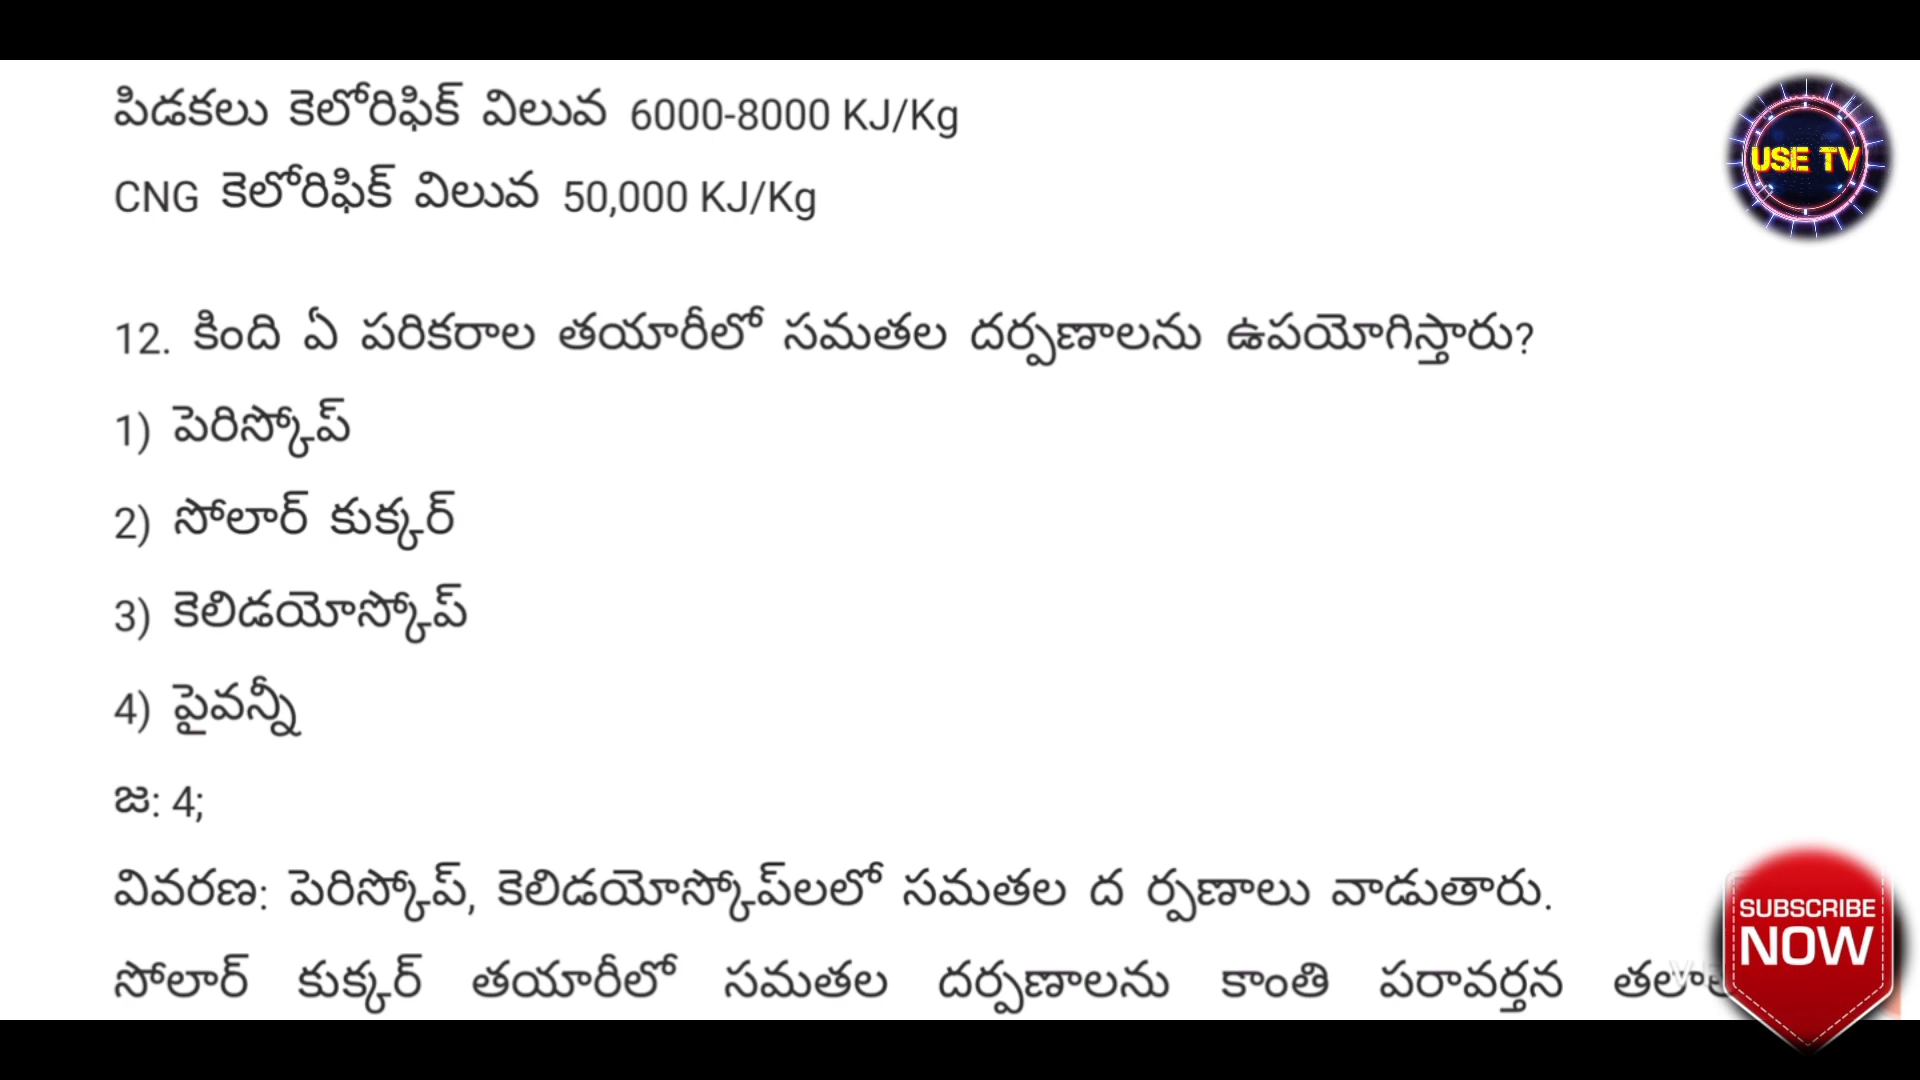 పిడకలు కెలోరిఫిక్ విలువ 6000-8000 KJ/Kg
CNG కెలోరిఫిక్ విలువ 50,000 KJ/Kg
USE TV
12. కింది ఏ పరికరాల తయారీలో సమతల దర్పణాలను ఉపయోగిస్తారు?
1) పెరిస్కోప్
2) సోలార్ కుక్కర్
3) కెలిడయోస్కోప్
4) పైవన్నీ
జ: 4;
వివరణ: పెరిస్కోప్, కెలిడయోస్కోప్‌లలో సమతల ద ర్పణాలు వాడుతారు.
సోలార్ కుక్కర్ తయారీలో సమతల దర్పణాలను కాంతి పరావర్తన
SUBSCRIBE
NOW